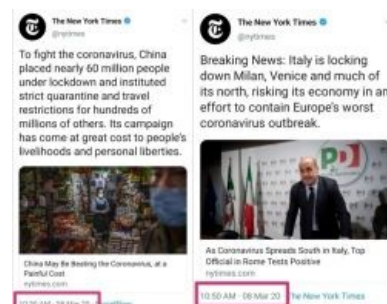 The New York Times
@nytimes
To fight the coronavirus, China
placed nearly 60 million people
under lockdown and instituted
strict quarantine and travel
restrictions for hundreds of
millions of others. Its campaign
has come at great cost to people's
livelihoods and personal liberties.
China May Be Beating the Coronavirus, at a
Painful Cost
nytimes.com
The New York Times
@nytimes
Breaking News: Italy is locking
down Milan, Venice and much of
its north, risking its economy in an
effort to contain Europe's worst
coronavirus outbreak.
PD
As Coronavirus Spreads South in Italy, Top
Official in Rome Tests Positive
nytimes.com
10:50 AM · 08 Mar 20 · The New York Times